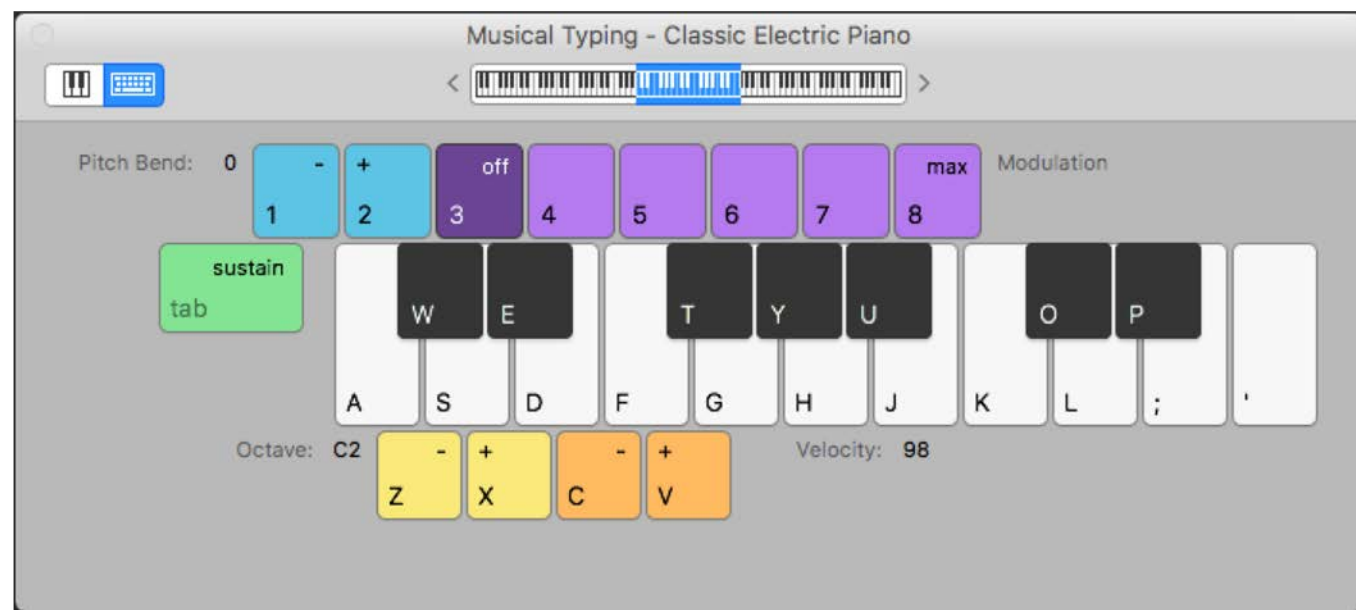 Musical Typing - Classic Electric Piano
< >
Pitch Bend: 0 - + off max Modulation
1 2 3 4 5 6 7 8
sustain
tab
W E T Y U O P
A S D F G H J K L ; '
Octave: C2 - + - + Velocity: 98
Z X C V